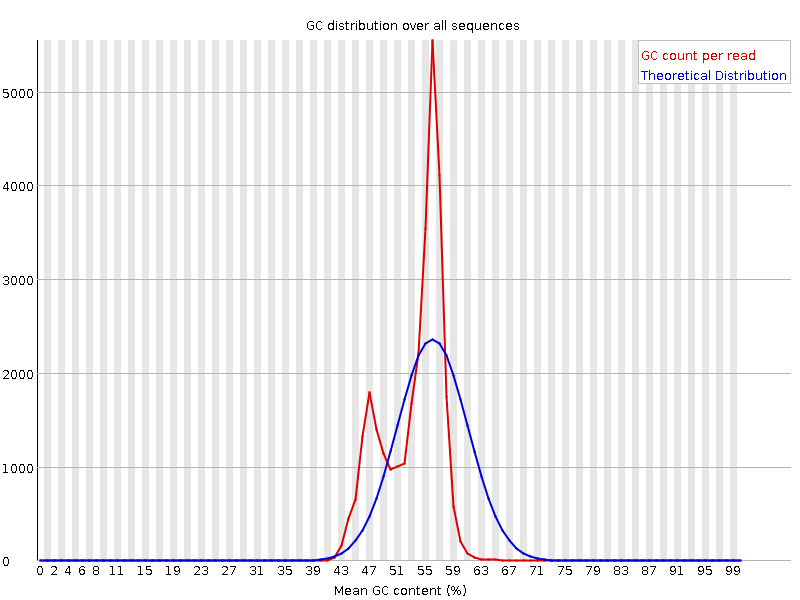 GC distribution over all sequences
GC count per read
Theoretical Distribution
5000
4000
3000
2000
1000
0
0 2 4 6 8 11 15 19 23 27 31 35 39 43 47 51 55 59 63 67 71 75 79 83 87 91 95 99
Mean GC content (%)